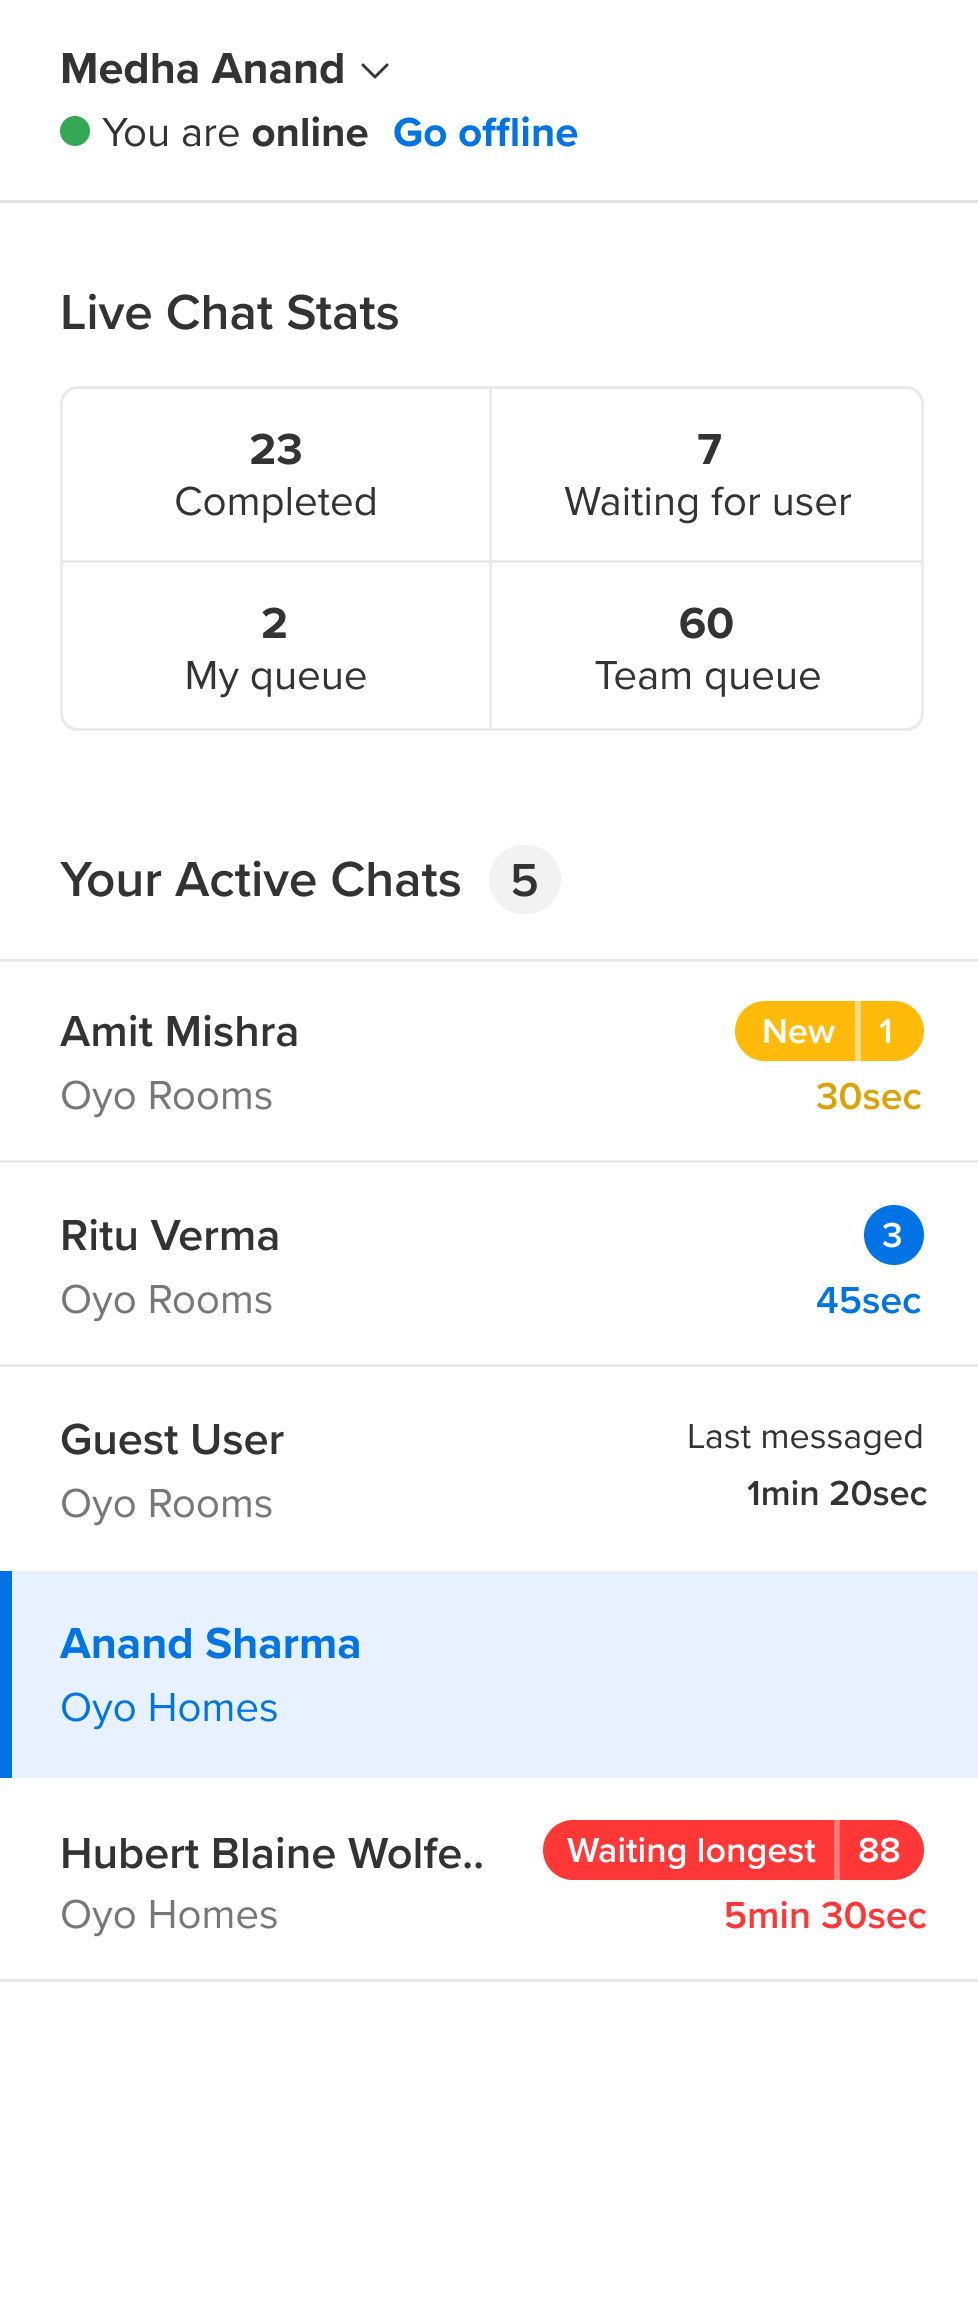 Medha Anand
You are online Go offline
Live Chat Stats
23
Completed
7
Waiting for user
2
My queue
60
Team queue
Your Active Chats 5
Amit Mishra
New 1
Oyo Rooms
30sec
Ritu Verma
3
Oyo Rooms
45sec
Guest User
Last messaged
Oyo Rooms
1min 20sec
Anand Sharma
Oyo Homes
Hubert Blaine Wolfe..
Waiting longest 88
Oyo Homes
5min 30sec